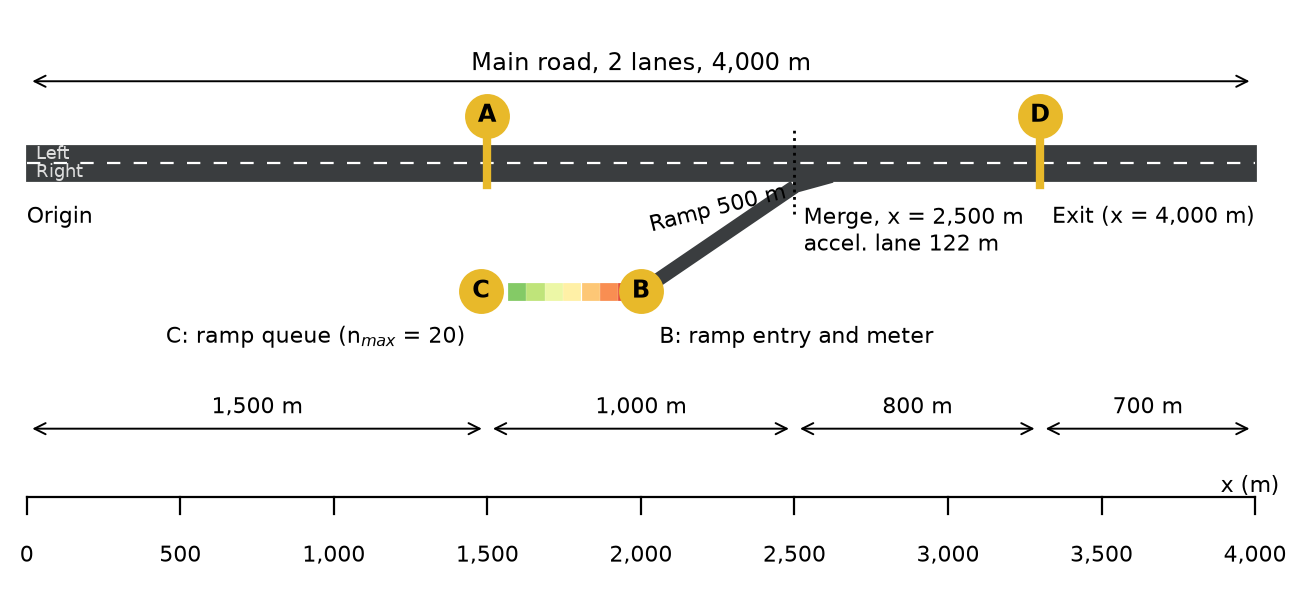 Main road, 2 lanes, 4,000 m
A
D
Left
Right
Ramp 500 m
Origin
Merge, x = 2,500 m
accel. lane 122 m
Exit (x = 4,000 m)
C
B
C: ramp queue (nmax = 20)
B: ramp entry and meter
1,500 m
1,000 m
800 m
700 m
x (m)
0
500
1,000
1,500
2,000
2,500
3,000
3,500
4,000